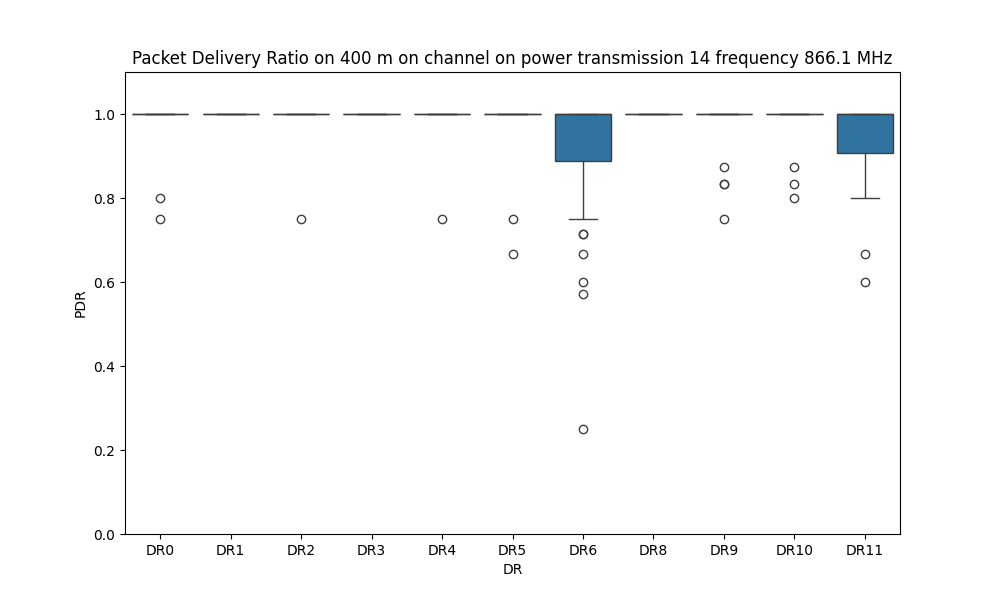 Packet Delivery Ratio on 400 m on channel on power transmission 14 frequency 866.1 MHz
1.0
0.8
0.6
0.4
0.2
0.0
PDR
DR0 DR1 DR2 DR3 DR4 DR5 DR6 DR8 DR9 DR10 DR11
DR